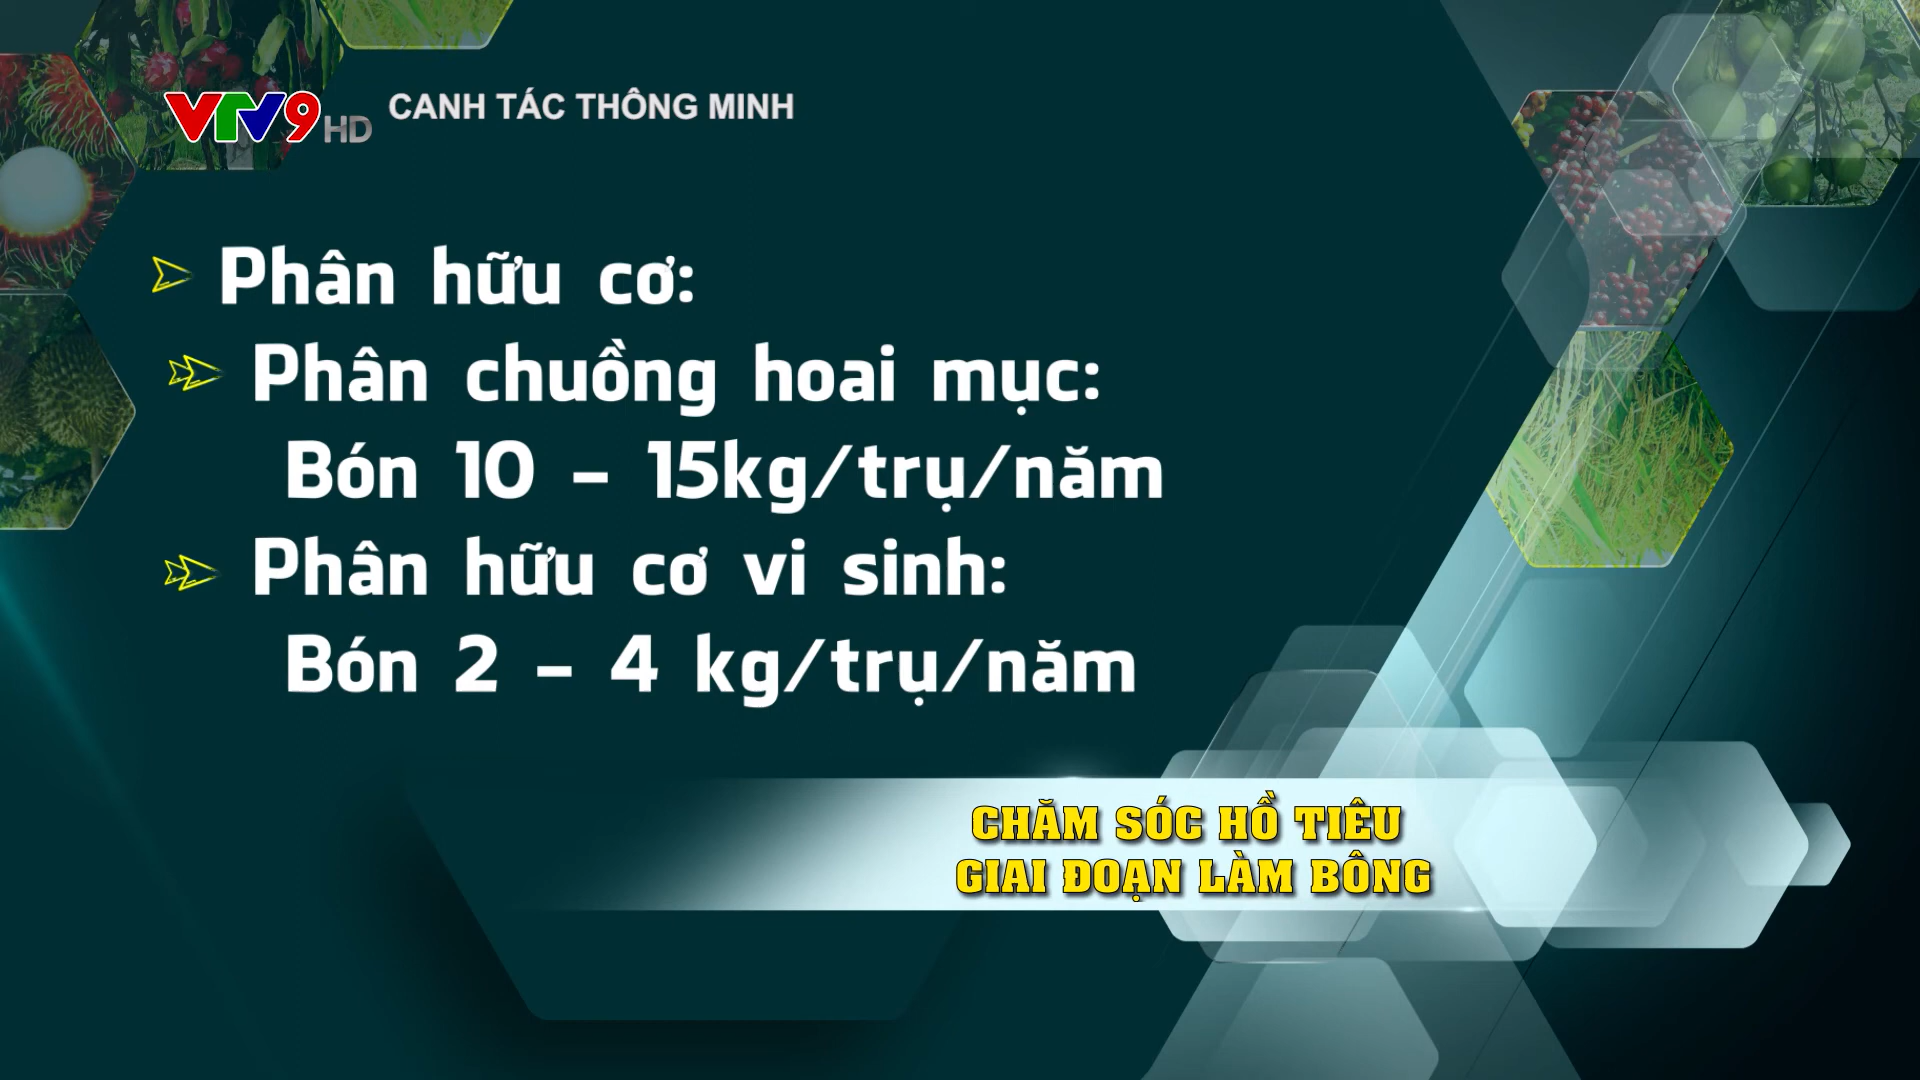 VTV9 HD
CANH TÁC THÔNG MINH
Phân hữu cơ:
Phân chuồng hoai mục:
Bón 10 – 15kg/trụ/năm
Phân hữu cơ vi sinh:
Bón 2 – 4 kg/trụ/năm
CHĂM SÓC HỒ TIÊU
GIAI ĐOẠN LÀM BÔNG